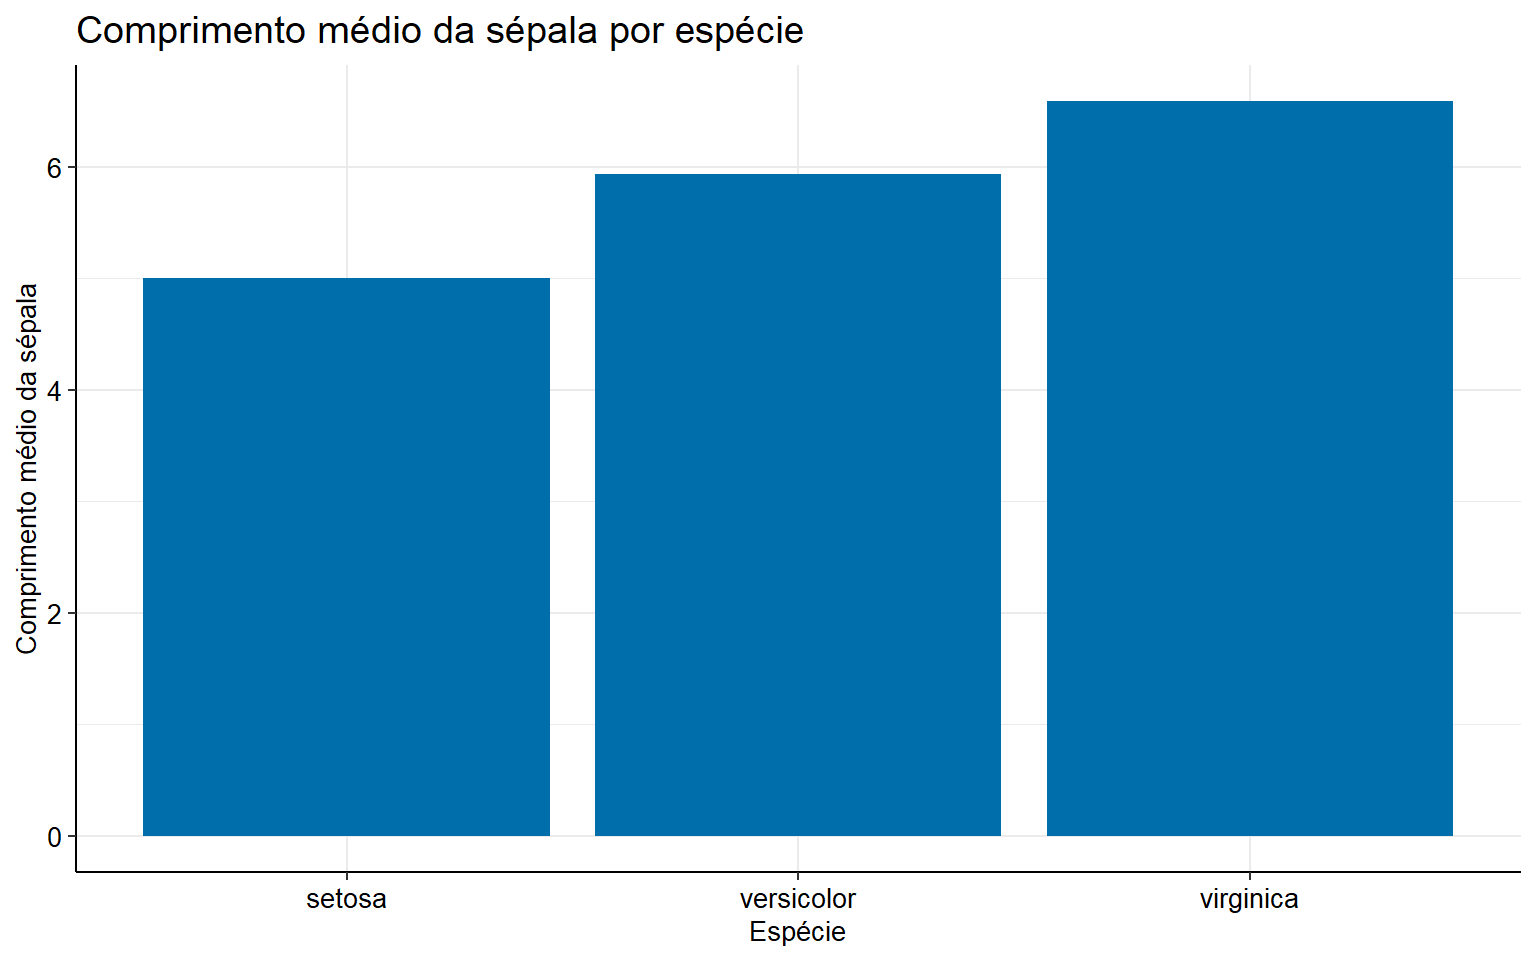 Comprimento médio da sépala por espécie
Comprimento médio da sépala
6
4
2
0
setosa
versicolor
virginica
Espécie